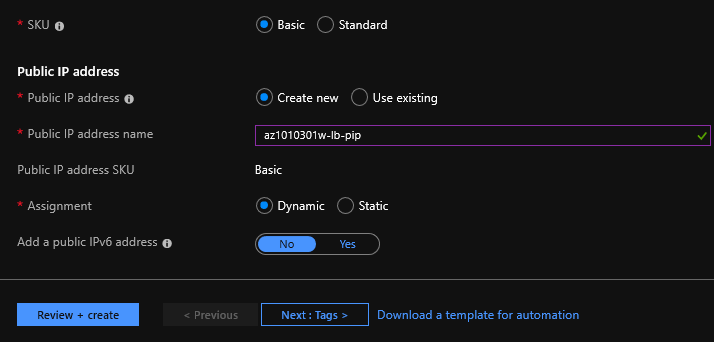 * SKU Basic Standard
Public IP address
* Public IP address Create new Use existing
* Public IP address name az1010301w-lb-pip
Public IP address SKU Basic
* Assignment Dynamic Static
Add a public IPv6 address No Yes
Review + create < Previous Next : Tags > Download a template for automation